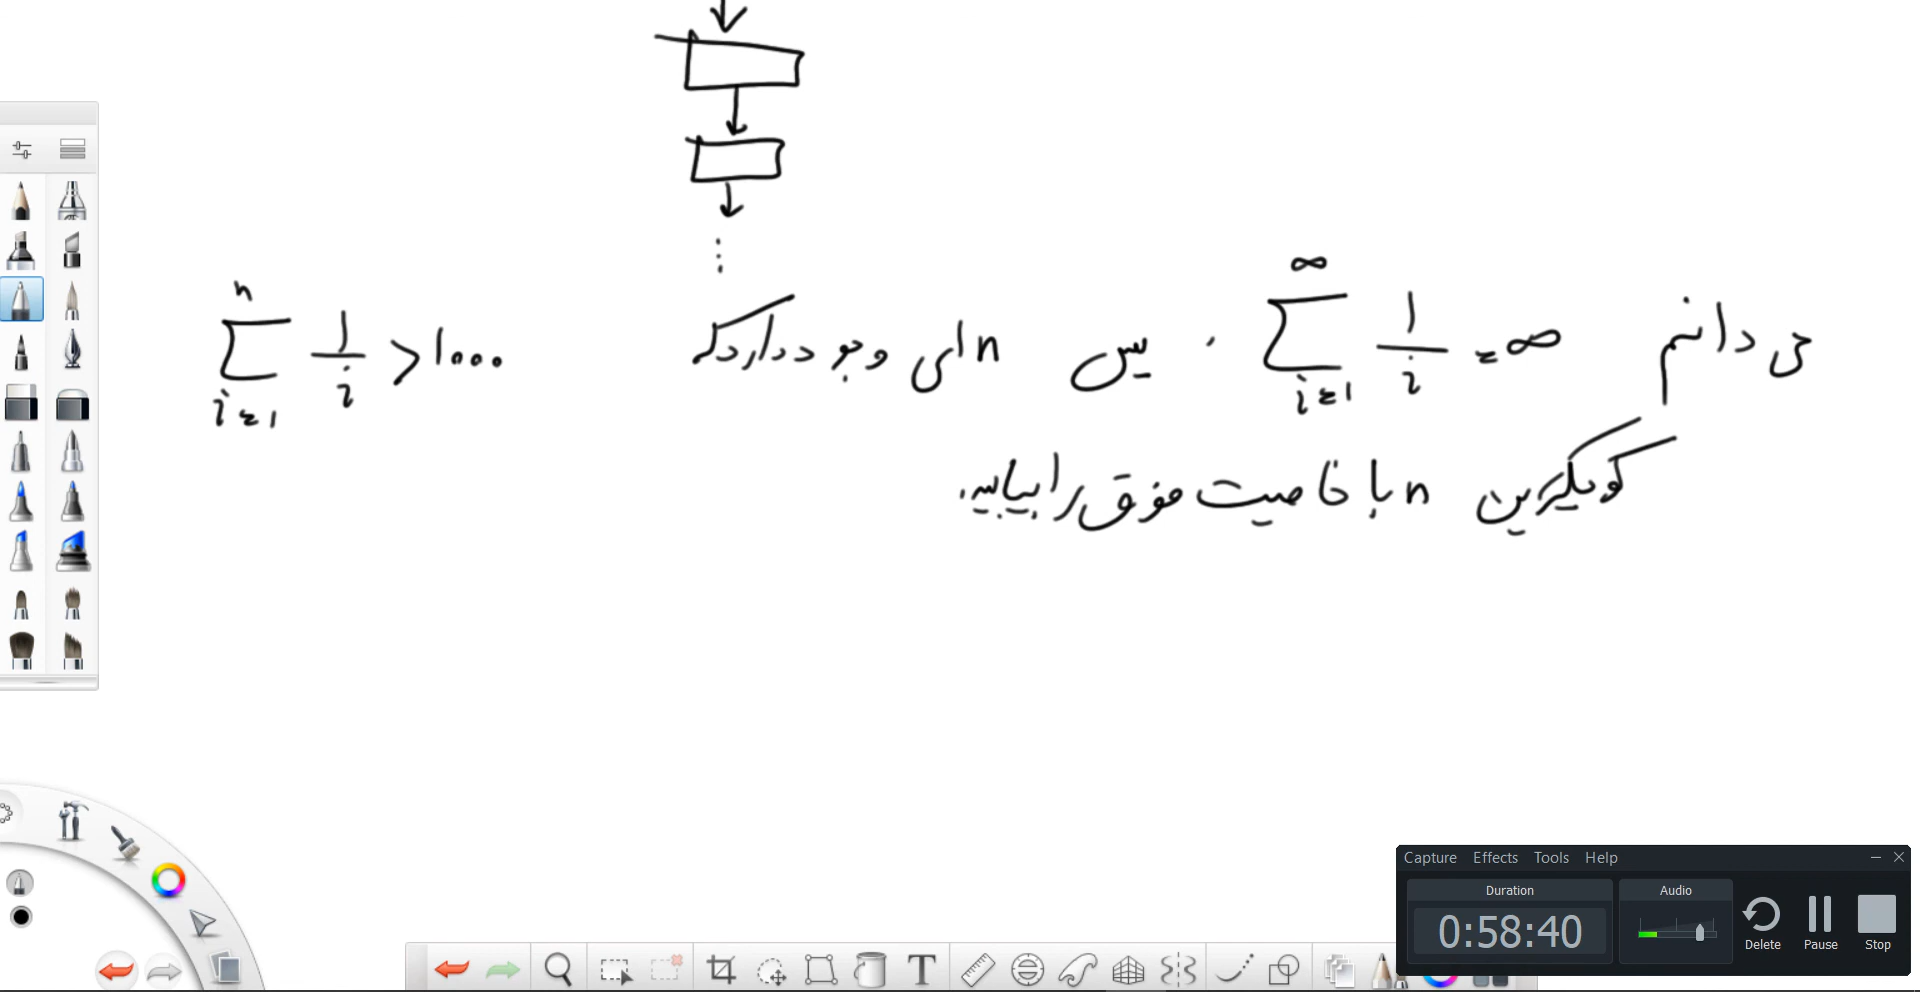 Σ_{i=1}^{n} 1/i > 1000
می دانیم Σ_{i=1}^{∞} 1/i = ∞ ، پس n ای وجود دارد که
کوچکترین n با خاصیت فوق را بیابید.
Capture Effects Tools Help
Duration
Audio
0:58:40
Delete Pause Stop